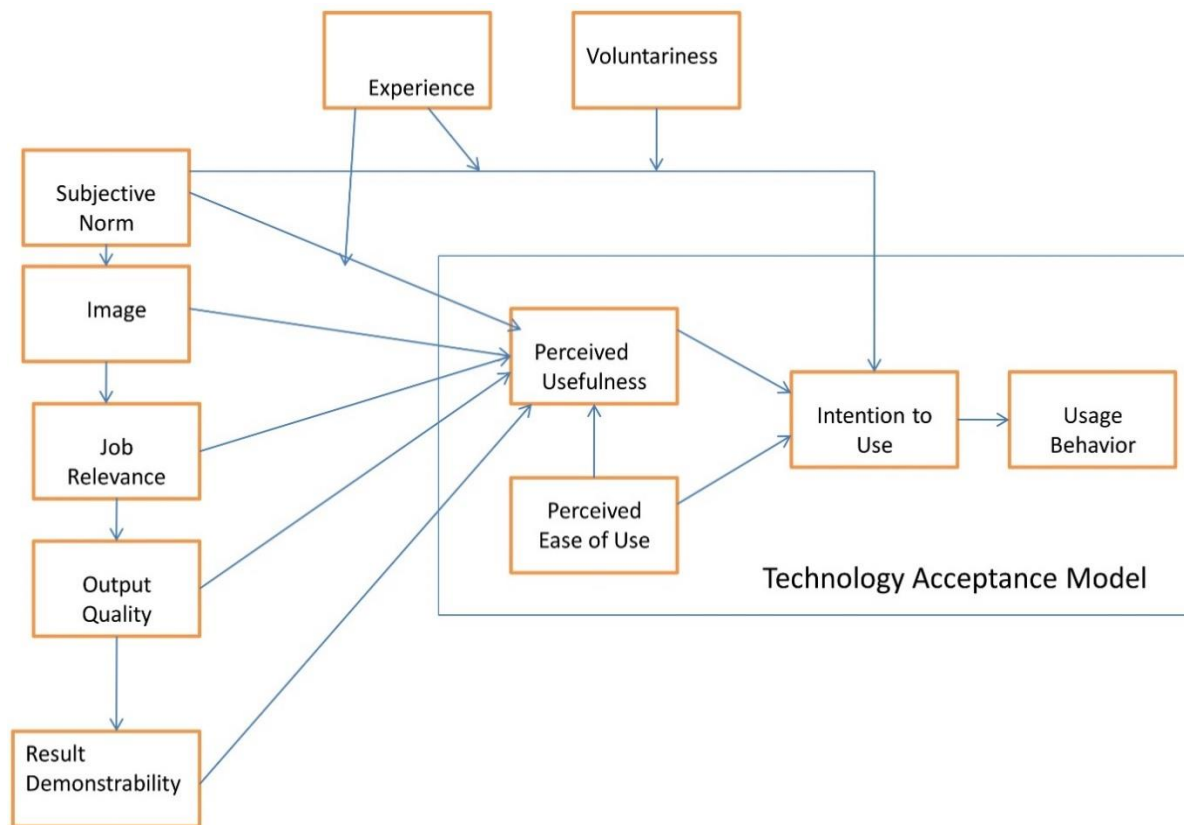 Experience
Voluntariness
Subjective
Norm
Image
Perceived
Usefulness
Job
Relevance
Intention to
Use
Usage
Behavior
Perceived
Ease of Use
Output
Quality
Technology Acceptance Model
Result
Demonstrability